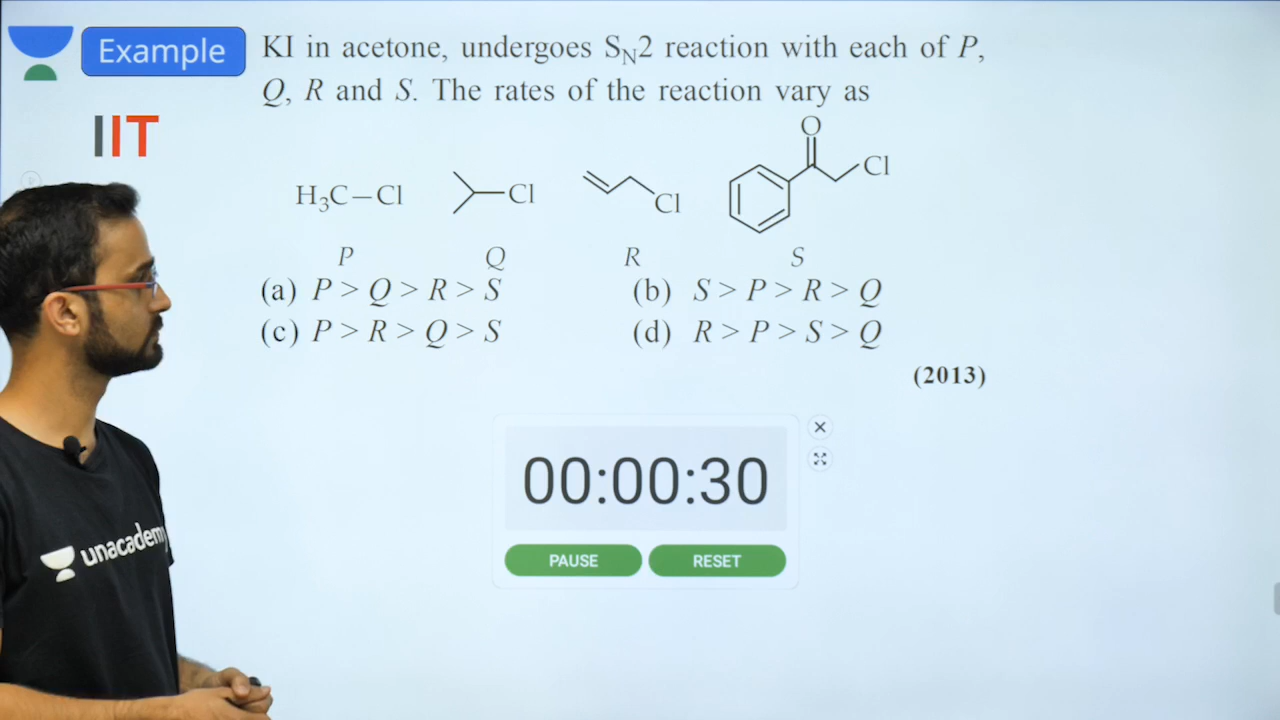 Example
IIT
KI in acetone, undergoes SN2 reaction with each of P,
Q, R and S. The rates of the reaction vary as
O
Cl
H3C–Cl
Cl
Cl
P Q R S
(a) P > Q > R > S (b) S > P > R > Q
(c) P > R > Q > S (d) R > P > S > Q
(2013)
00:00:30
PAUSE RESET
unacademy